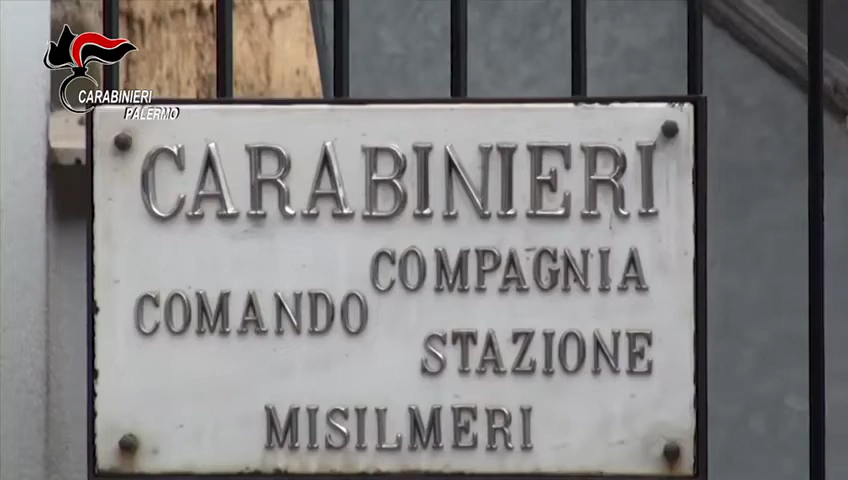 CARABINIERI
PALERMO
CARABINIERI
COMPAGNIA
COMANDO
STAZIONE
MISILMERI